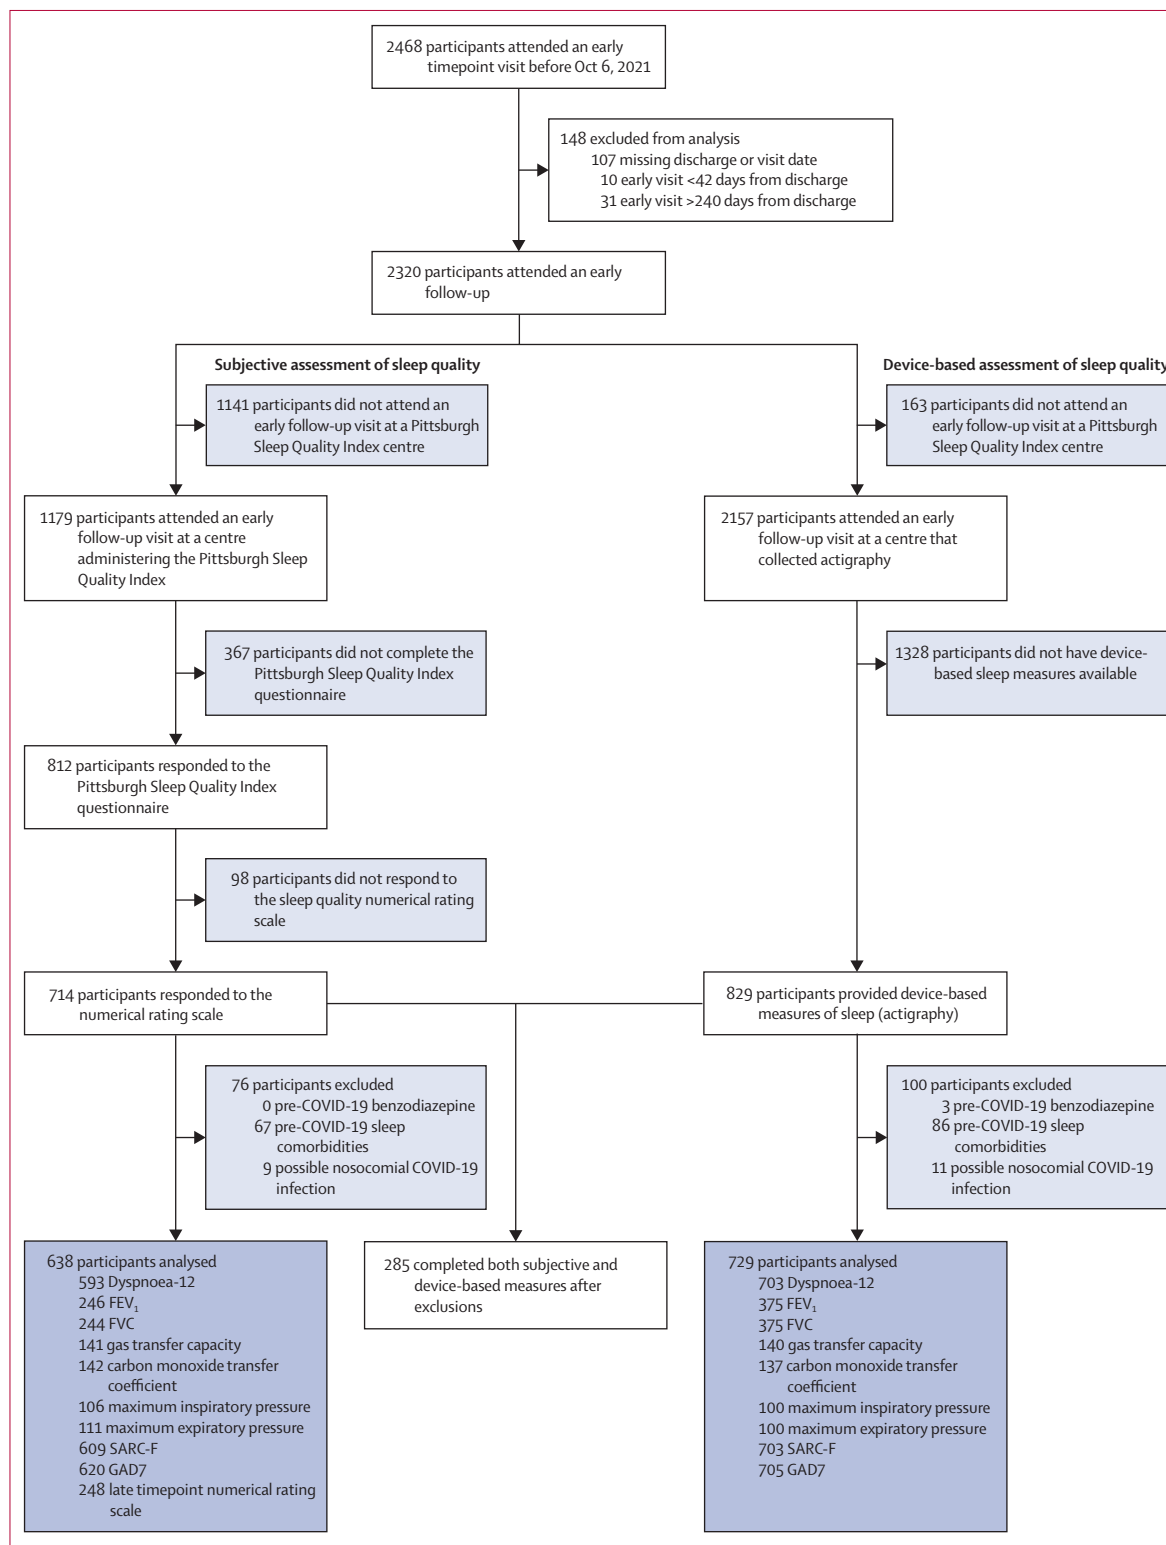 2468 participants attended an early
timepoint visit before Oct 6, 2021
148 excluded from analysis
107 missing discharge or visit date
10 early visit <42 days from discharge
31 early visit >240 days from discharge
2320 participants attended an early
follow-up
Subjective assessment of sleep quality
Device-based assessment of sleep quality
1141 participants did not attend an
early follow-up visit at a Pittsburgh
Sleep Quality Index centre
163 participants did not attend an
early follow-up visit at a Pittsburgh
Sleep Quality Index centre
1179 participants attended an early
follow-up visit at a centre
administering the Pittsburgh Sleep
Quality Index
2157 participants attended an early
follow-up visit at a centre that
collected actigraphy
367 participants did not complete the
Pittsburgh Sleep Quality Index
questionnaire
1328 participants did not have device-
based sleep measures available
812 participants responded to the
Pittsburgh Sleep Quality Index
questionnaire
98 participants did not respond to
the sleep quality numerical rating
scale
714 participants responded to the
numerical rating scale
829 participants provided device-based
measures of sleep (actigraphy)
76 participants excluded
0 pre-COVID-19 benzodiazepine
67 pre-COVID-19 sleep
comorbidities
9 possible nosocomial COVID-19
infection
100 participants excluded
3 pre-COVID-19 benzodiazepine
86 pre-COVID-19 sleep
comorbidities
11 possible nosocomial COVID-19
infection
638 participants analysed
593 Dyspnoea-12
246 FEV₁
244 FVC
141 gas transfer capacity
142 carbon monoxide transfer
coefficient
106 maximum inspiratory pressure
111 maximum expiratory pressure
609 SARC-F
620 GAD7
248 late timepoint numerical rating
scale
285 completed both subjective and
device-based measures after
exclusions
729 participants analysed
703 Dyspnoea-12
375 FEV₁
375 FVC
140 gas transfer capacity
137 carbon monoxide transfer
coefficient
100 maximum inspiratory pressure
100 maximum expiratory pressure
703 SARC-F
705 GAD7